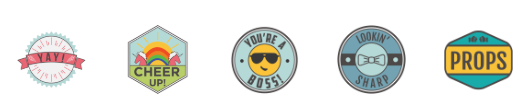 YAY!
CHEER
UP!
YOU'RE A
BOSS!
LOOKIN'
SHARP
PROPS